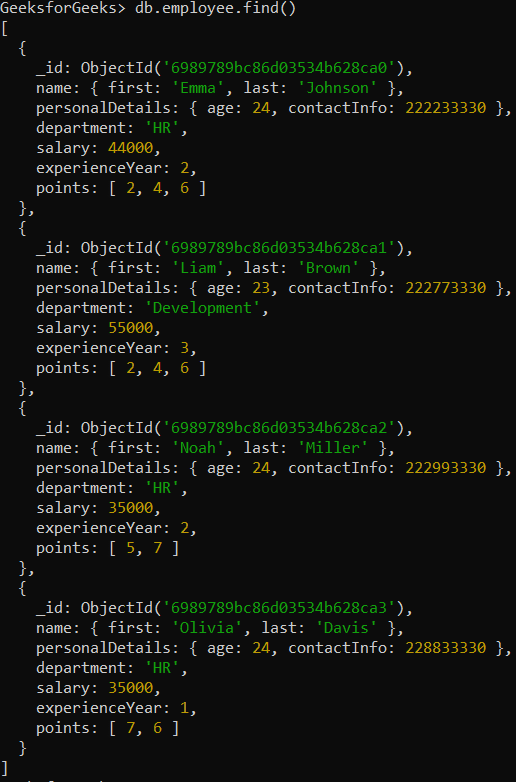 GeeksforGeeks> db.employee.find()
[
  {
    _id: ObjectId('6989789bc86d03534b628ca0'),
    name: { first: 'Emma', last: 'Johnson' },
    personalDetails: { age: 24, contactInfo: 222233330 },
    department: 'HR',
    salary: 44000,
    experienceYear: 2,
    points: [ 2, 4, 6 ]
  },
  {
    _id: ObjectId('6989789bc86d03534b628ca1'),
    name: { first: 'Liam', last: 'Brown' },
    personalDetails: { age: 23, contactInfo: 222773330 },
    department: 'Development',
    salary: 55000,
    experienceYear: 3,
    points: [ 2, 4, 6 ]
  },
  {
    _id: ObjectId('6989789bc86d03534b628ca2'),
    name: { first: 'Noah', last: 'Miller' },
    personalDetails: { age: 24, contactInfo: 222993330 },
    department: 'HR',
    salary: 35000,
    experienceYear: 2,
    points: [ 5, 7 ]
  },
  {
    _id: ObjectId('6989789bc86d03534b628ca3'),
    name: { first: 'Olivia', last: 'Davis' },
    personalDetails: { age: 24, contactInfo: 228833330 },
    department: 'HR',
    salary: 35000,
    experienceYear: 1,
    points: [ 7, 6 ]
  }
]